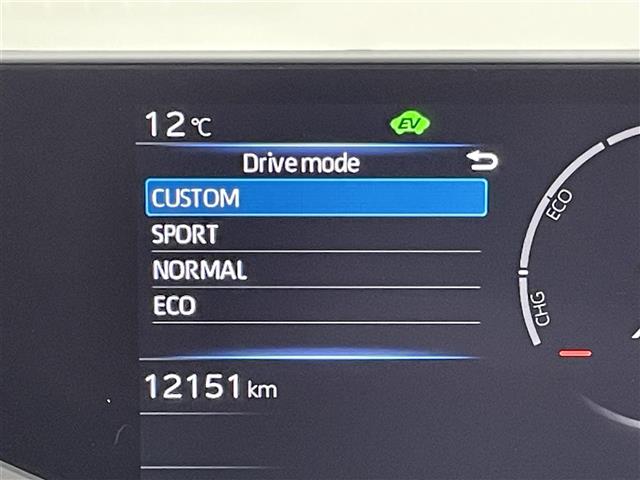 12℃
EV
Drive mode
CUSTOM
SPORT
NORMAL
ECO
12151 km
ECO
CHG